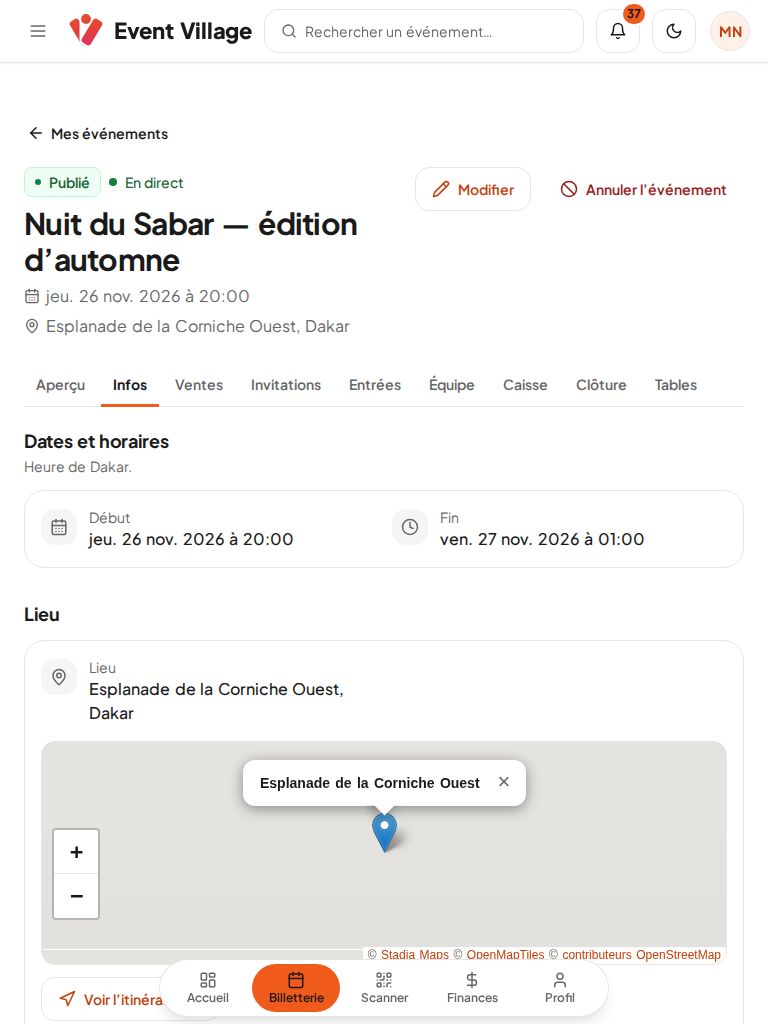 Event Village
Rechercher un événement…
37
MN
Mes événements
Publié
En direct
Modifier
Annuler l’événement
Nuit du Sabar — édition
d’automne
jeu. 26 nov. 2026 à 20:00
Esplanade de la Corniche Ouest, Dakar
Aperçu
Infos
Ventes
Invitations
Entrées
Équipe
Caisse
Clôture
Tables
Dates et horaires
Heure de Dakar.
Début
jeu. 26 nov. 2026 à 20:00
Fin
ven. 27 nov. 2026 à 01:00
Lieu
Lieu
Esplanade de la Corniche Ouest,
Dakar
Esplanade de la Corniche Ouest
×
+
−
© Stadia Maps © OpenMapTiles © contributeurs OpenStreetMap
Voir l’itinéra
Accueil
Billetterie
Scanner
Finances
Profil